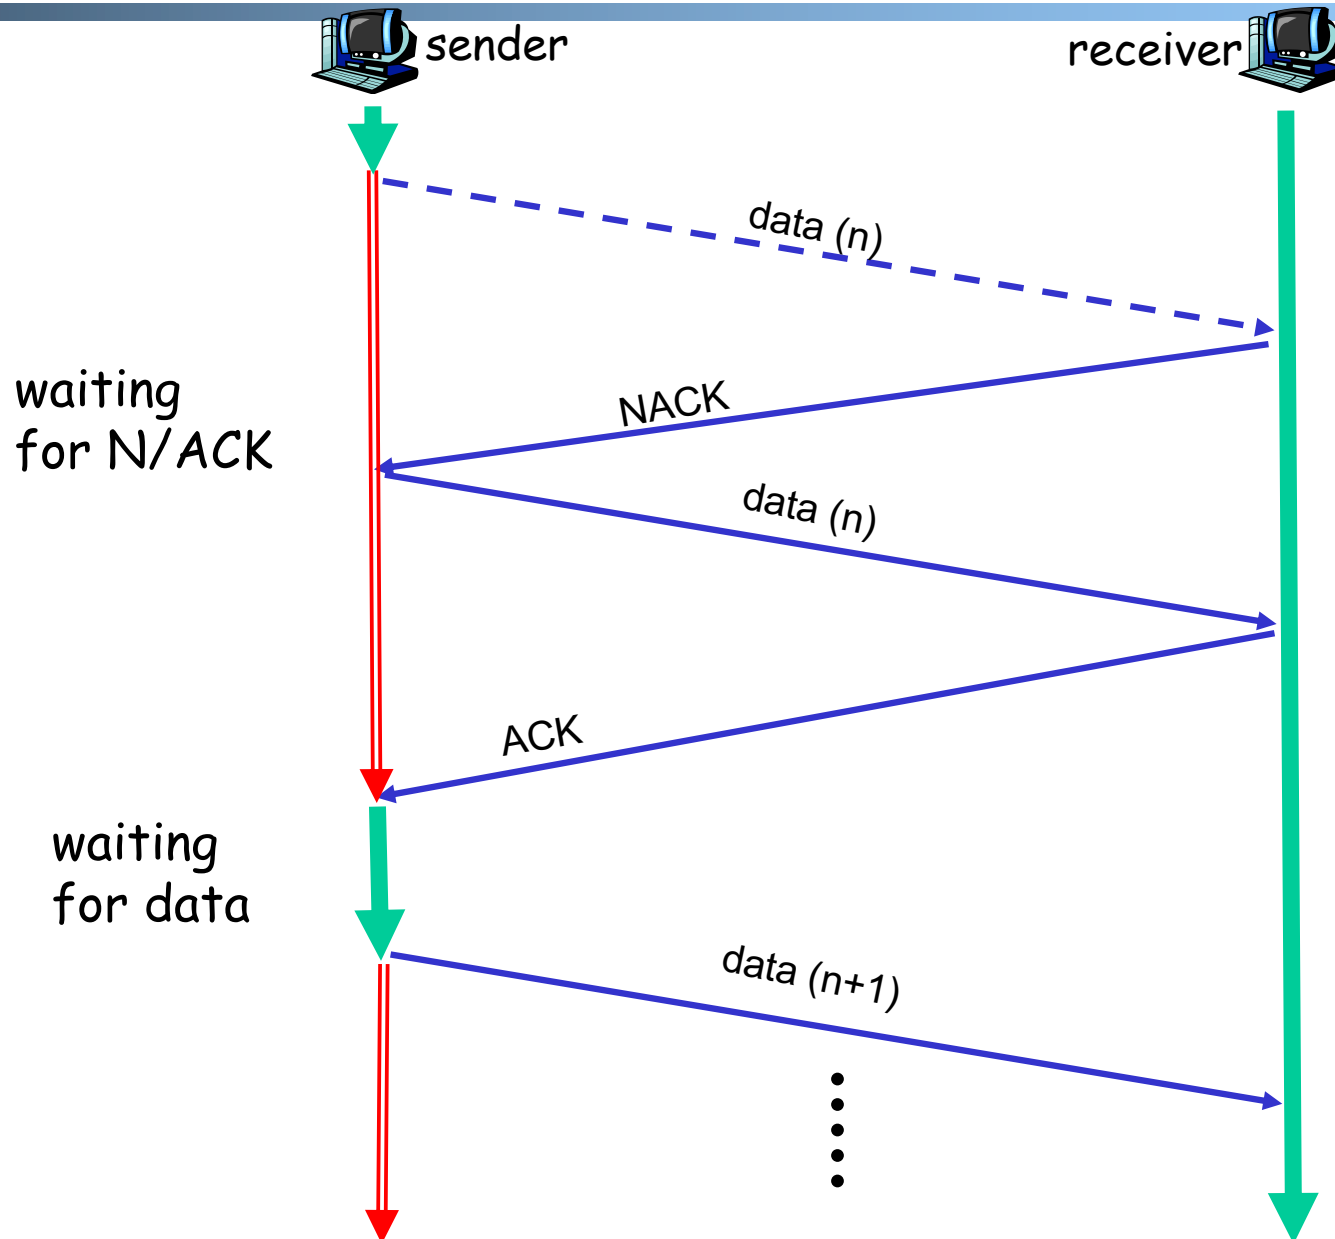 sender
receiver
data (n)
NACK
waiting
for N/ACK
data (n)
ACK
waiting
for data
data (n+1)